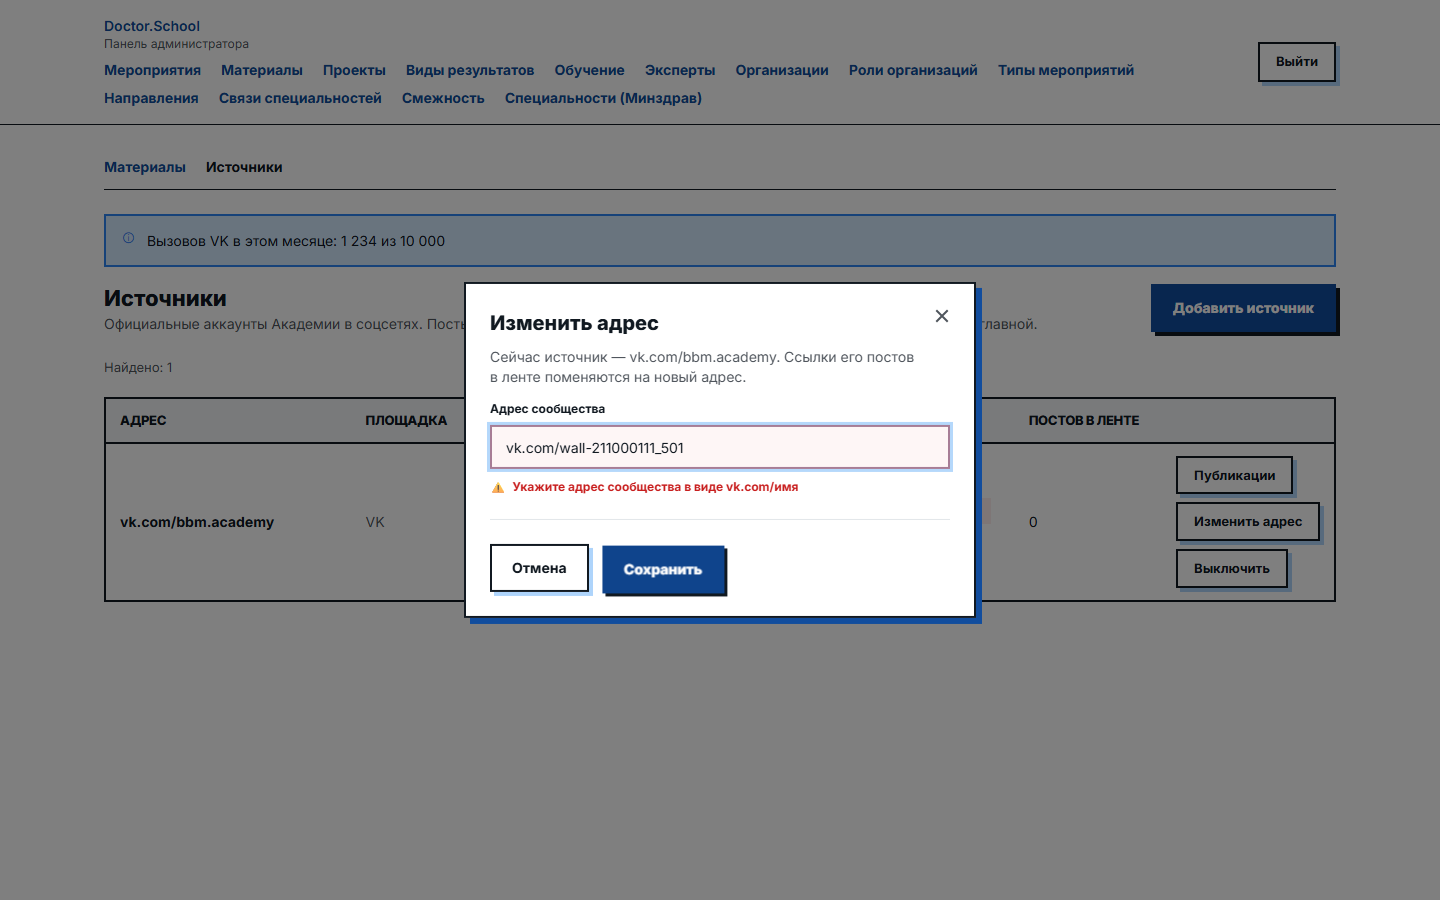 Doctor.School
Панель администратора
Мероприятия Материалы Проекты Виды результатов Обучение Эксперты Организации Роли организаций Типы мероприятий
Направления Связи специальностей Смежность Специальности (Минздрав)
Выйти
Материалы Источники
Вызовов VK в этом месяце: 1 234 из 10 000
Источники
Официальные аккаунты Академии в соцсетях. главной.
Добавить источник
Найдено: 1
АДРЕС ПЛОЩАДКА ПОСТОВ В ЛЕНТЕ
vk.com/bbm.academy VK 0
Публикации
Изменить адрес
Выключить
Изменить адрес
Сейчас источник — vk.com/bbm.academy. Ссылки его постов
в ленте поменяются на новый адрес.
Адрес сообщества
vk.com/wall-211000111_501
Укажите адрес сообщества в виде vk.com/имя
Отмена Сохранить